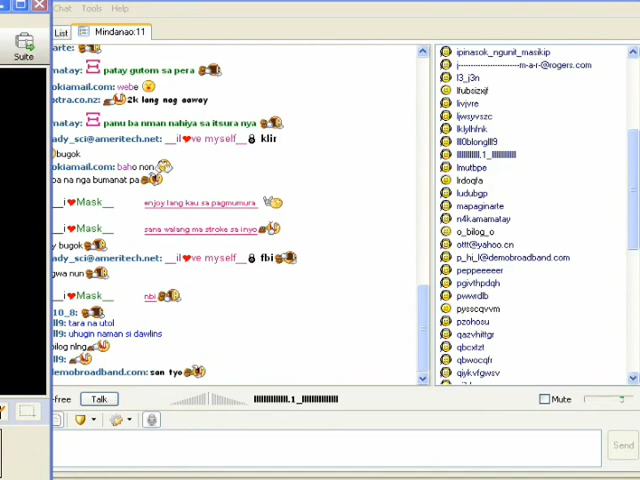 Chat Tools Help
List Mindanao:11
Suite
arte:
matay: patay gutom sa pera
okiamail.com: webe
xtra.co.nz: 2k lang nag aaway
matay: panu ba nman nahiya sa itsura nya
ady_sci@ameritech.net: __il♥ve myself__ klir
bugok
okiamail.com: baho non
ba na nga bumanat pa
__i♥Mask__ enjoy lang kau sa pagmumura
__i♥Mask__ sana walang ma stroke sa inyo
y bugok
ady_sci@ameritech.net: __il♥ve myself__ fbi
gwa nun
__i♥Mask__ nbi
10_8:
ll9: tara na utol
ll9: uhugin naman si dawlins
bilog nlng
ll9:
demobroadband.com: san tyo
ipinasok_ngunit_masikip
l3_j3n
lfubsizxjf
livjvre
ljwsyvszc
lklylhfnk
lll0blonglll9
lmutbpe
lrdoqfa
ludubgp
mapaginarte
n4kamamatay
o_bilog_o
ottt@yahoo.cn
p_hi_l@demobroadband.com
peppeeeeer
pgivthpdqh
pwwrdlb
pysscqvvm
pzohosu
qbcxtzt
qbwocqfr
qjykvfgwsv
-free Talk
Mute
Send